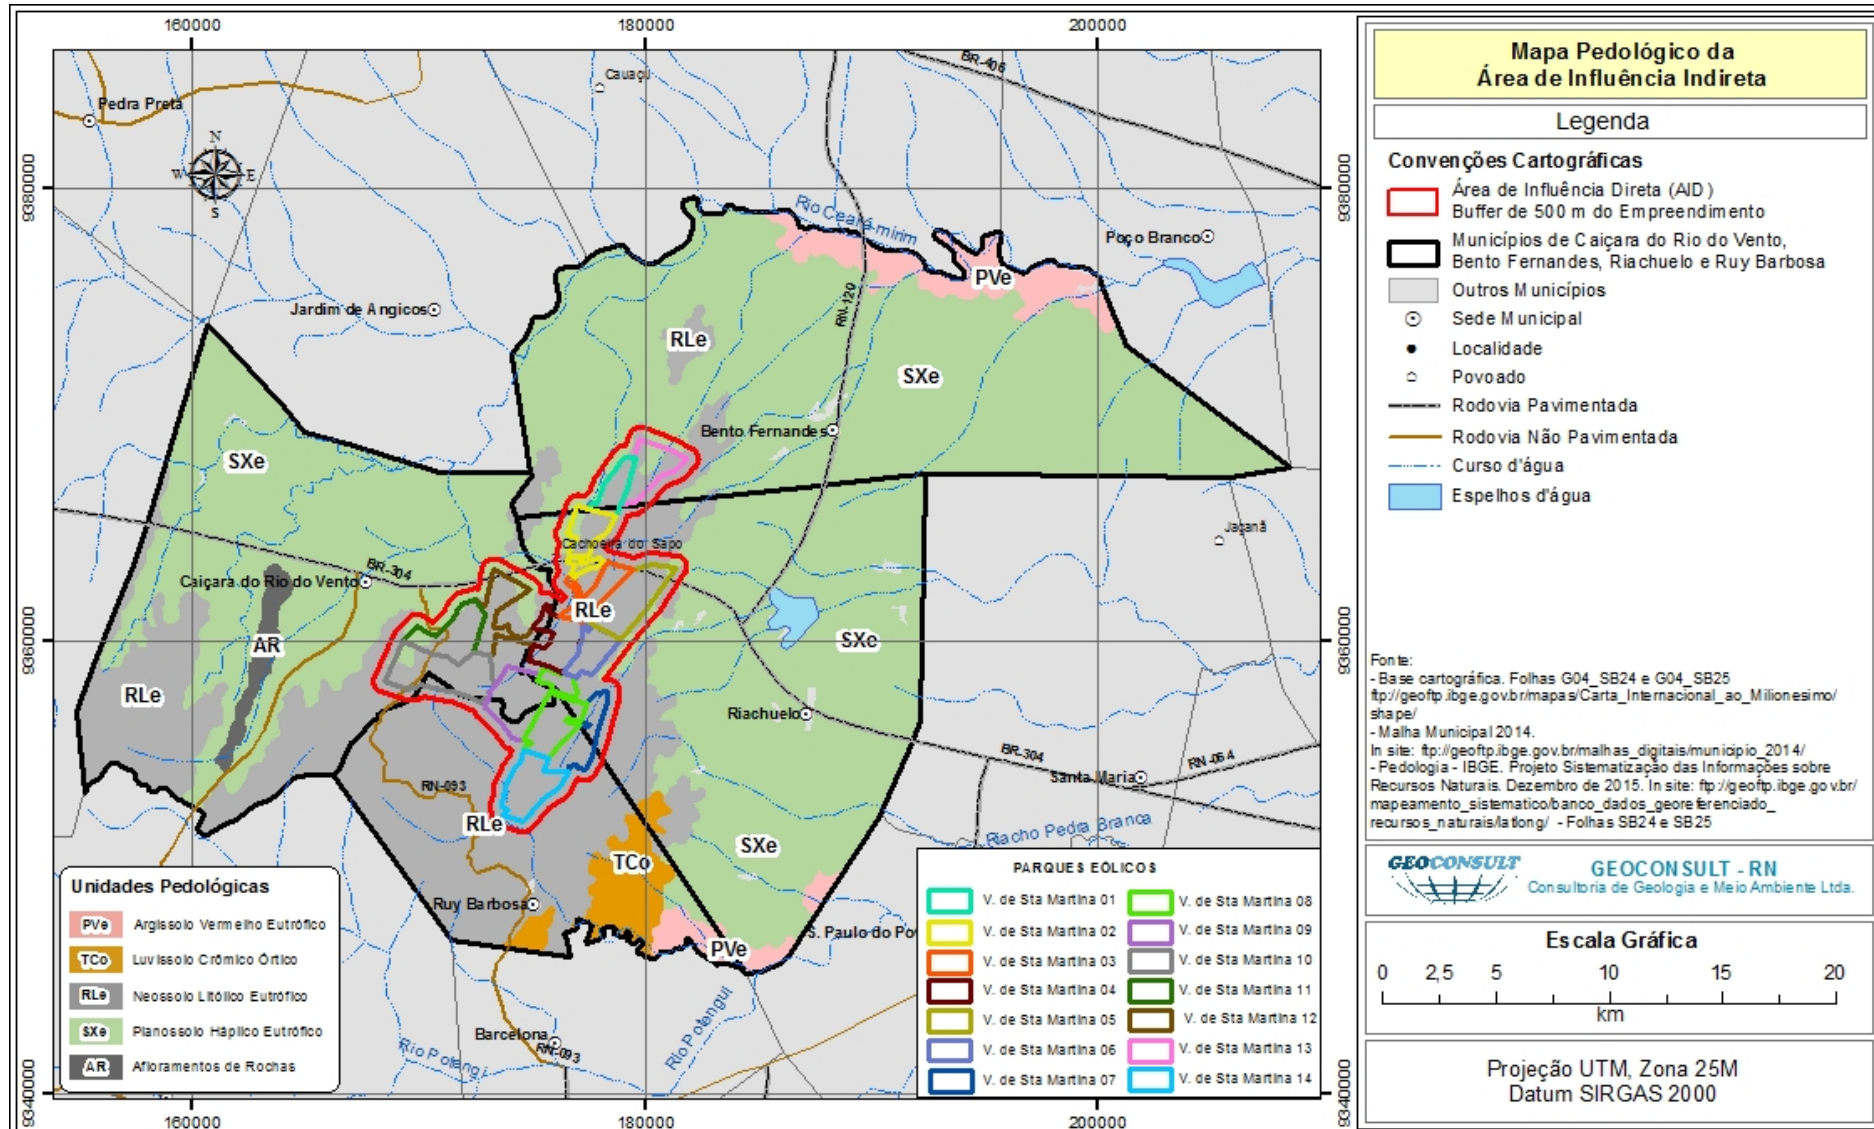 160000
180000
200000
BR-406
Cauaçu
Pedra Preta
N
W
E
S
9380000
9380000
Rio Ceará-mirim
Poço Branco
PVe
Jardim de Angicos
RN-120
RLe
SXe
Bento Fernandes
SXe
Jaçanã
Cachoeira do Sapo
BR-304
Caiçara do Rio do Vento
RLe
9360000
9360000
AR
SXe
RLe
Riachuelo
BR-304
RN-064
Santa Maria
RN-093
RLe
Riacho Pedra Branca
SXe
TCo
Ruy Barbosa
S. Paulo do Po
PVe
Rio Potengui
Barcelona
RN-093
Rio Potengi
9340000
9340000
160000
180000
200000
Unidades Pedológicas
PVe Argissolo Vermelho Eutrófico
TCo Luvissolo Crômico Órtico
RLe Neossolo Litólico Eutrófico
SXe Planossolo Háplico Eutrófico
AR Afloramentos de Rochas
PARQUES EÓLICOS
V. de Sta Martina 01
V. de Sta Martina 02
V. de Sta Martina 03
V. de Sta Martina 04
V. de Sta Martina 05
V. de Sta Martina 06
V. de Sta Martina 07
V. de Sta Martina 08
V. de Sta Martina 09
V. de Sta Martina 10
V. de Sta Martina 11
V. de Sta Martina 12
V. de Sta Martina 13
V. de Sta Martina 14
Mapa Pedológico da
Área de Influência Indireta
Legenda
Convenções Cartográficas
Área de Influência Direta (AID)
Buffer de 500 m do Empreendimento
Municípios de Caiçara do Rio do Vento,
Bento Fernandes, Riachuelo e Ruy Barbosa
Outros Municípios
Sede Municipal
Localidade
Povoado
Rodovia Pavimentada
Rodovia Não Pavimentada
Curso d'água
Espelhos d'água
Fonte:
- Base cartográfica. Folhas G04_SB24 e G04_SB25
ftp://geoftp.ibge.gov.br/mapas/Carta_Internacional_ao_Milionesimo/
shape/
- Malha Municipal 2014.
In site: ftp://geoftp.ibge.gov.br/malhas_digitais/municipio_2014/
- Pedologia - IBGE. Projeto Sistematização das Informações sobre
Recursos Naturais. Dezembro de 2015. In site: ftp://geoftp.ibge.gov.br/
mapeamento_sistematico/banco_dados_georeferenciado_
recursos_naturais/latlong/ - Folhas SB24 e SB25
GEOCONSULT
GEOCONSULT - RN
Consultoria de Geologia e Meio Ambiente Ltda.
Escala Gráfica
0 2,5 5 10 15 20
km
Projeção UTM, Zona 25M
Datum SIRGAS 2000